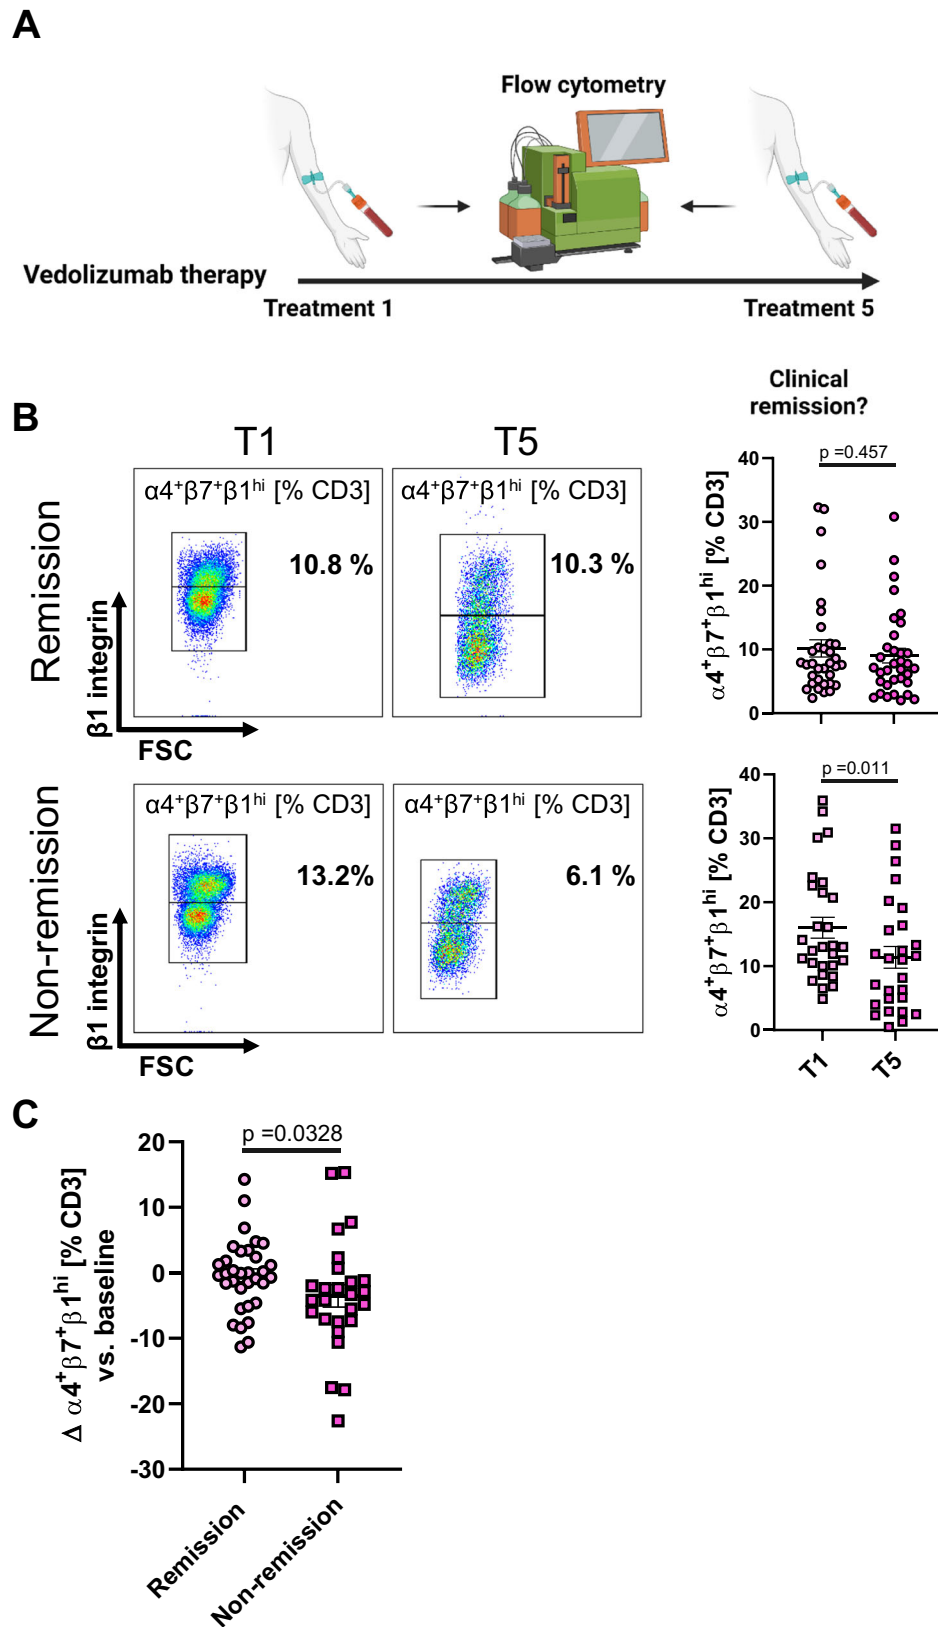 A
Flow cytometry
Vedolizumab therapy
Treatment 1
Treatment 5
Clinical
remission?
B
T1
T5
Remission
α4⁺β7⁺β1ʰⁱ [% CD3]
10.8 %
α4⁺β7⁺β1ʰⁱ [% CD3]
10.3 %
β1 integrin
FSC
α4⁺β7⁺β1ʰⁱ [% CD3]
p =0.457
40
30
20
10
0
Non-remission
α4⁺β7⁺β1ʰⁱ [% CD3]
13.2%
α4⁺β7⁺β1ʰⁱ [% CD3]
6.1 %
β1 integrin
FSC
α4⁺β7⁺β1ʰⁱ [% CD3]
p =0.011
40
30
20
10
0
T1
T5
C
p =0.0328
Δ α4⁺β7⁺β1ʰⁱ [% CD3]
vs. baseline
20
10
0
-10
-20
-30
Remission
Non-remission